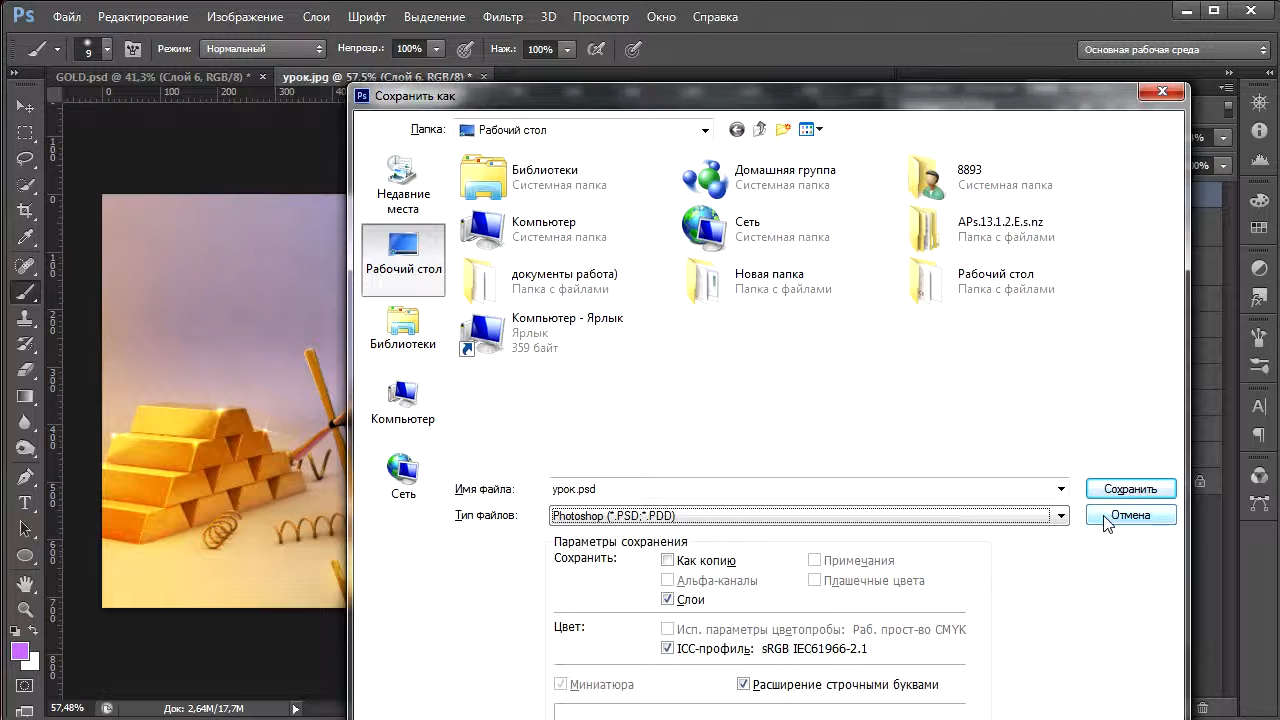 Ps Файл Редактирование Изображение Слои Шрифт Выделение Фильтр 3D Просмотр Окно Справка
9 Режим: Нормальный Непрозр.: 100% Наж.: 100% Основная рабочая среда
GOLD.psd @ 41,3% (Слой 6, RGB/8) * × урок.jpg @ 57,5% (Слой 6, RGB/8) * ×
0 100 200 300
Ps Сохранить как
Папка: Рабочий стол
Недавние места
Рабочий стол
Библиотеки
Компьютер
Сеть
Библиотеки
Системная папка
Домашняя группа
Системная папка
8893
Системная папка
Компьютер
Системная папка
Сеть
Системная папка
APs.13.1.2.E.s.nz
Папка с файлами
документы работа)
Папка с файлами
Новая папка
Папка с файлами
Рабочий стол
Папка с файлами
Компьютер - Ярлык
Ярлык
359 байт
Имя файла: урок.psd Сохранить
Тип файлов: Photoshop (*.PSD;*.PDD) Отмена
Параметры сохранения
Сохранить: Как копию Примечания
Альфа-каналы Плашечные цвета
Слои
Цвет: Исп. параметры цветопробы: Раб. прост-во CMYK
ICC-профиль: sRGB IEC61966-2.1
Миниатюра Расширение строчными буквами
57,48% Док: 2,64M/17,7M